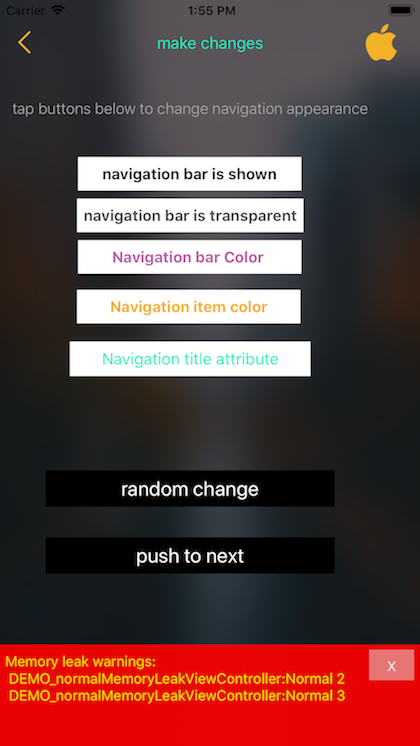 Carrier 1:55 PM
make changes
tap buttons below to change navigation appearance
navigation bar is shown
navigation bar is transparent
Navigation bar Color
Navigation item color
Navigation title attribute
random change
push to next
Memory leak warnings:
X
DEMO_normalMemoryLeakViewController:Normal 2
DEMO_normalMemoryLeakViewController:Normal 3